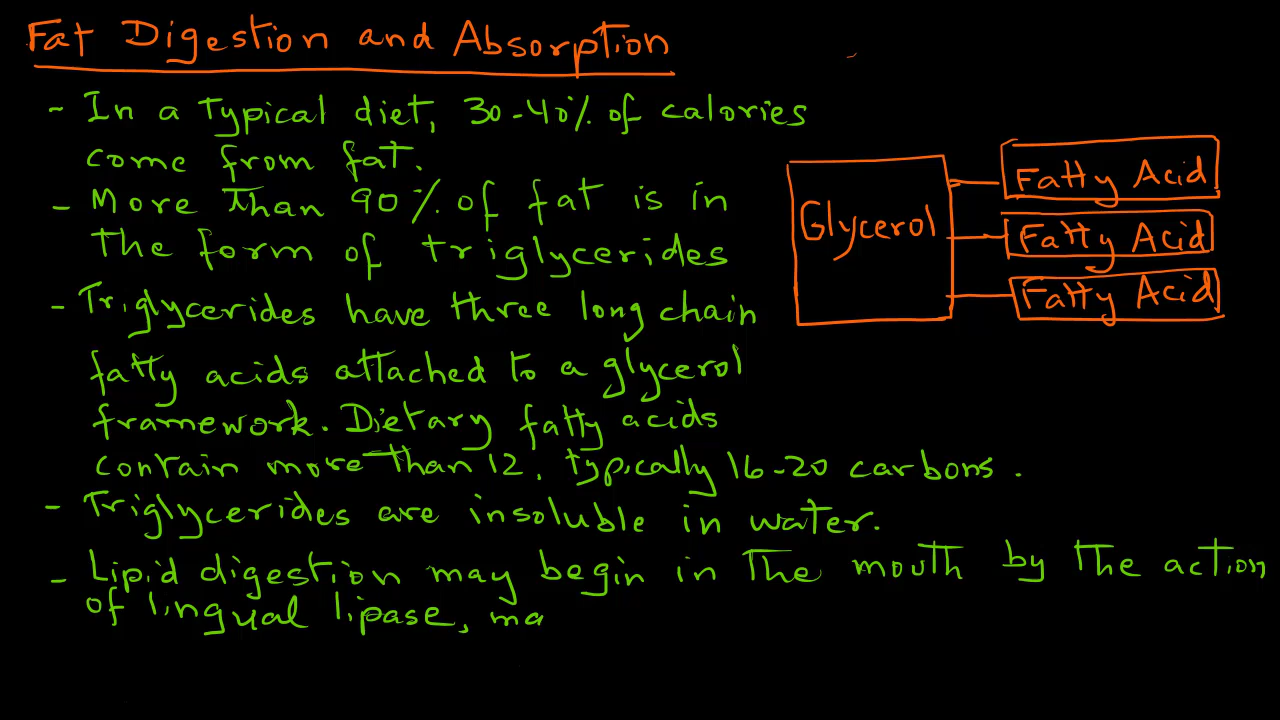 Fat Digestion and Absorption
- In a typical diet, 30-40% of calories
come from fat.
- More than 90% of fat is in
the form of triglycerides
- Triglycerides have three long chain
fatty acids attached to a glycerol
framework. Dietary fatty acids
contain more than 12, typically 16-20 carbons.
- Triglycerides are insoluble in water.
- Lipid digestion may begin in the mouth by the action
of lingual lipase, ma
Glycerol
Fatty Acid
Fatty Acid
Fatty Acid